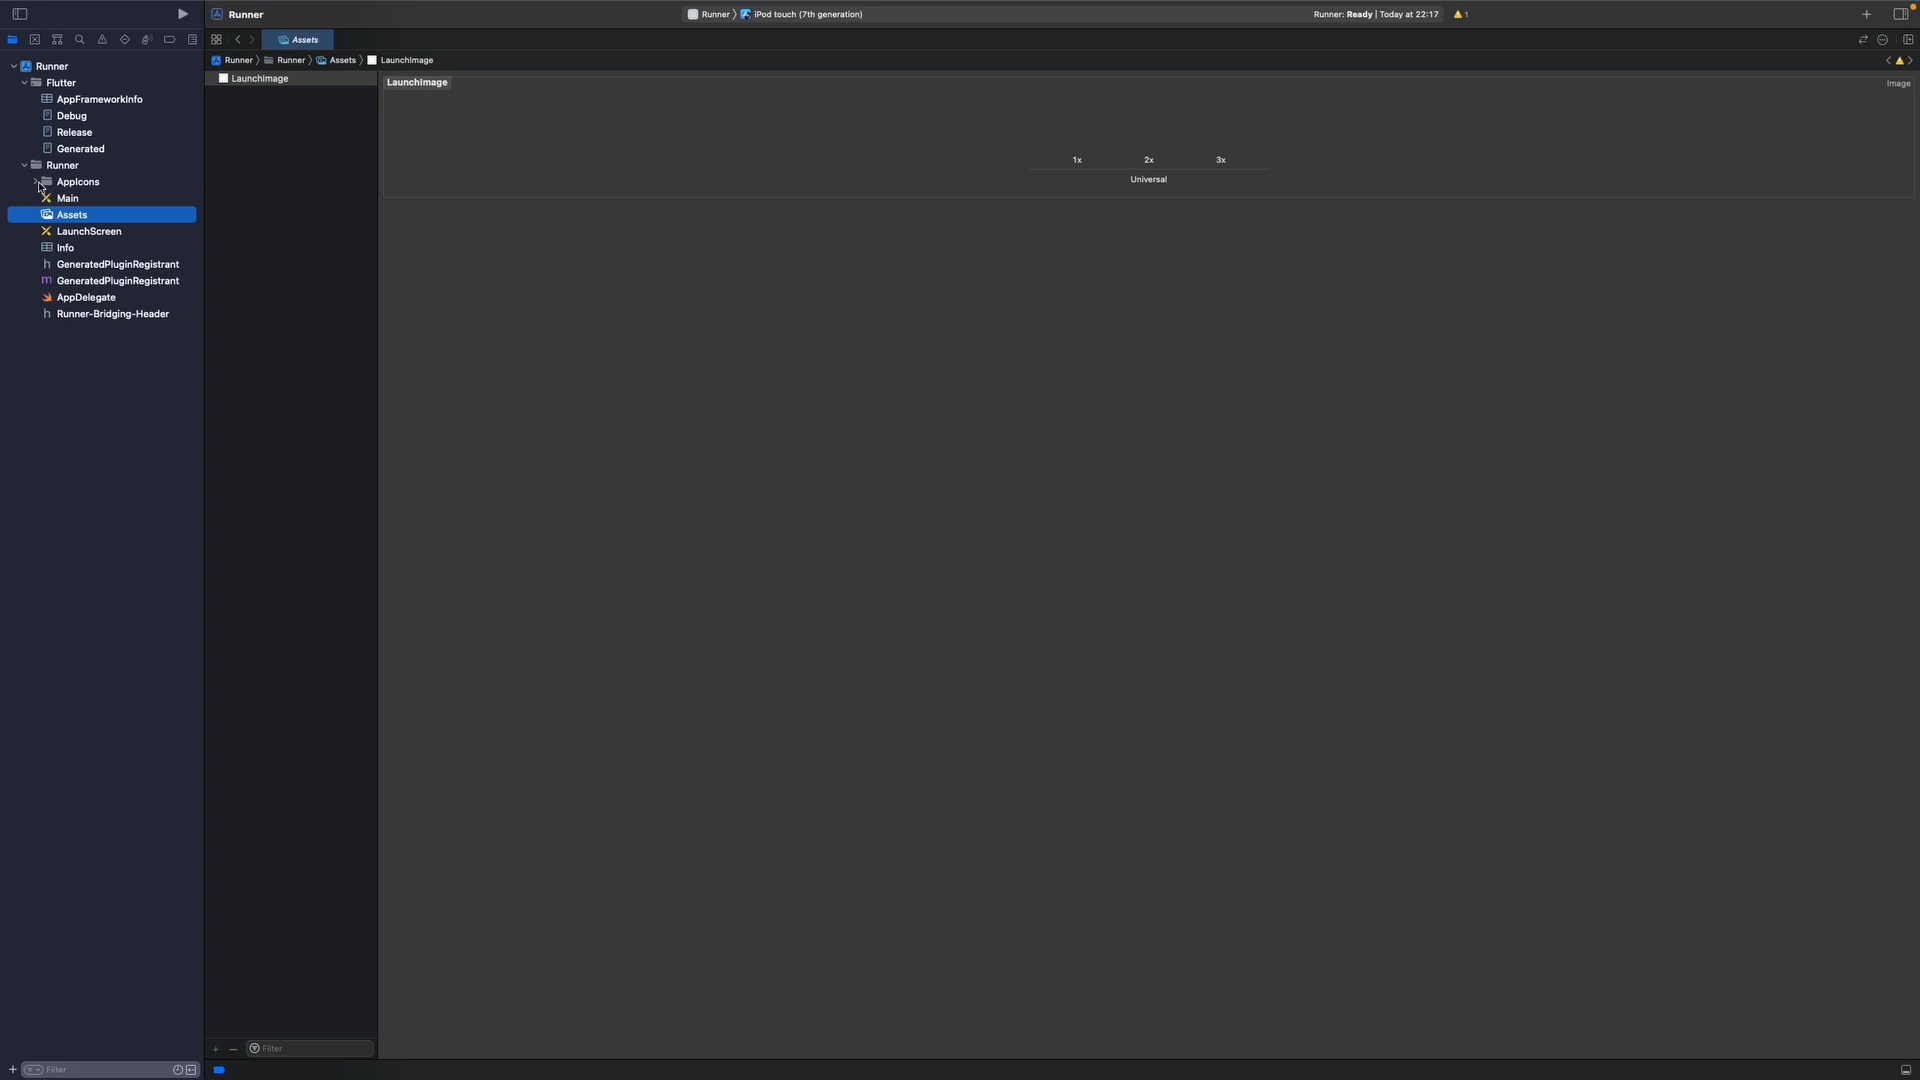 Runner
Runner
iPod touch (7th generation)
Runner: Ready | Today at 22:17
1
Assets
Runner
Runner
Assets
LaunchImage
Runner
Flutter
AppFrameworkInfo
Debug
Release
Generated
Runner
AppIcons
Main
Assets
LaunchScreen
Info
h GeneratedPluginRegistrant
m GeneratedPluginRegistrant
AppDelegate
h Runner-Bridging-Header
LaunchImage
LaunchImage
Image
1x 2x 3x
Universal
Filter
Filter